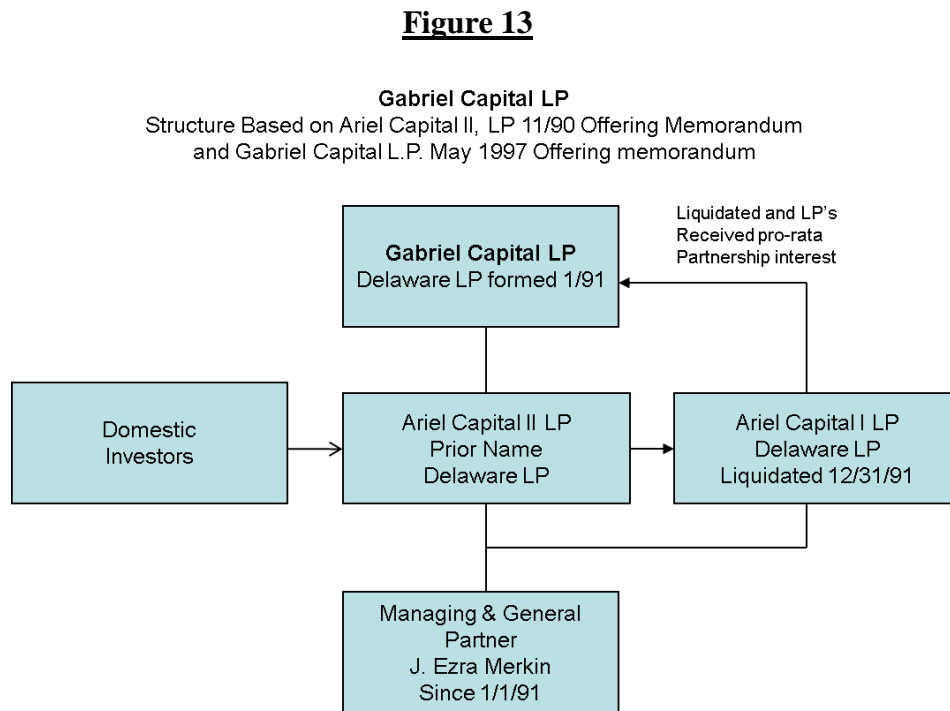 Figure 13
Gabriel Capital LP
Structure Based on Ariel Capital II, LP 11/90 Offering Memorandum
and Gabriel Capital L.P. May 1997 Offering memorandum
Liquidated and LP's
Received pro-rata
Partnership interest
Gabriel Capital LP
Delaware LP formed 1/91
Domestic
Investors
Ariel Capital II LP
Prior Name
Delaware LP
Ariel Capital I LP
Delaware LP
Liquidated 12/31/91
Managing & General
Partner
J. Ezra Merkin
Since 1/1/91